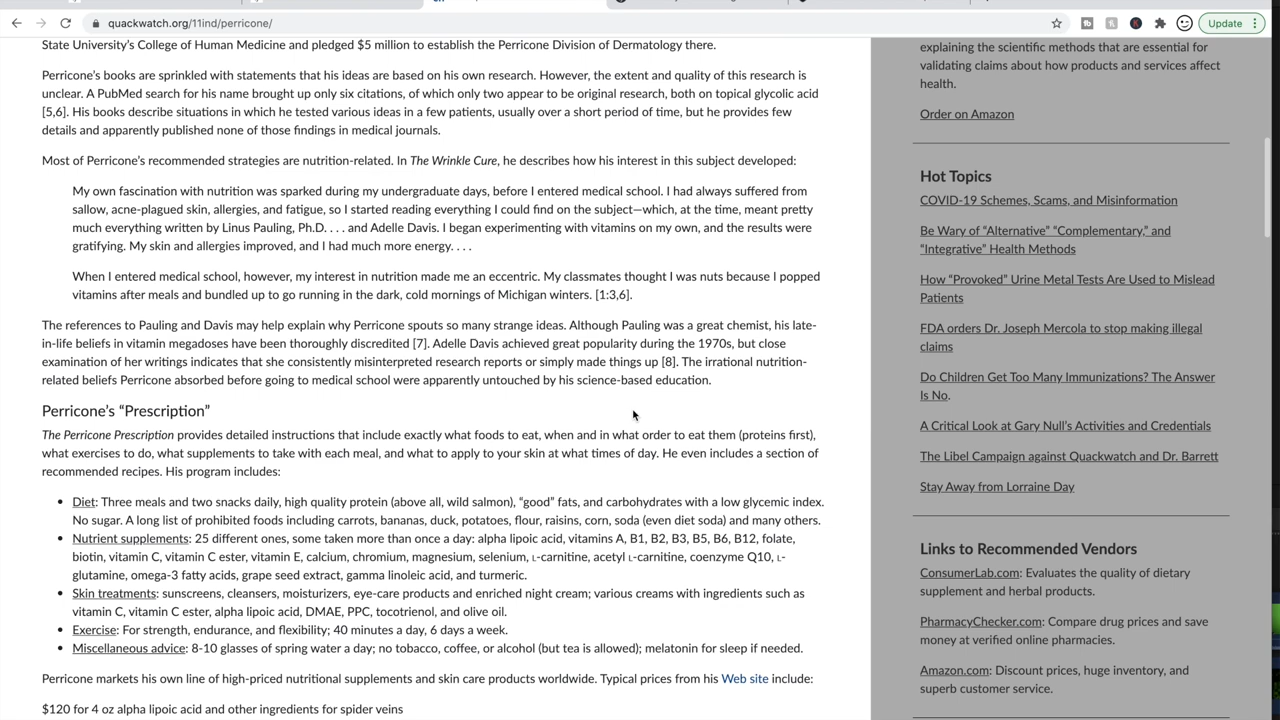 quackwatch.org/11ind/perricone/
Update
State University’s College of Human Medicine and pledged $5 million to establish the Perricone Division of Dermatology there.
Perricone’s books are sprinkled with statements that his ideas are based on his own research. However, the extent and quality of this research is
unclear. A PubMed search for his name brought up only six citations, of which only two appear to be original research, both on topical glycolic acid
[5,6]. His books describe situations in which he tested various ideas in a few patients, usually over a short period of time, but he provides few
details and apparently published none of those findings in medical journals.
Most of Perricone’s recommended strategies are nutrition-related. In The Wrinkle Cure, he describes how his interest in this subject developed:
My own fascination with nutrition was sparked during my undergraduate days, before I entered medical school. I had always suffered from
sallow, acne-plagued skin, allergies, and fatigue, so I started reading everything I could find on the subject—which, at the time, meant pretty
much everything written by Linus Pauling, Ph.D. . . . and Adelle Davis. I began experimenting with vitamins on my own, and the results were
gratifying. My skin and allergies improved, and I had much more energy. . . .
When I entered medical school, however, my interest in nutrition made me an eccentric. My classmates thought I was nuts because I popped
vitamins after meals and bundled up to go running in the dark, cold mornings of Michigan winters. [1:3,6].
The references to Pauling and Davis may help explain why Perricone spouts so many strange ideas. Although Pauling was a great chemist, his late-
in-life beliefs in vitamin megadoses have been thoroughly discredited [7]. Adelle Davis achieved great popularity during the 1970s, but close
examination of her writings indicates that she consistently misinterpreted research reports or simply made things up [8]. The irrational nutrition-
related beliefs Perricone absorbed before going to medical school were apparently untouched by his science-based education.
Perricone’s “Prescription”
The Perricone Prescription provides detailed instructions that include exactly what foods to eat, when and in what order to eat them (proteins first),
what exercises to do, what supplements to take with each meal, and what to apply to your skin at what times of day. He even includes a section of
recommended recipes. His program includes:
• Diet: Three meals and two snacks daily, high quality protein (above all, wild salmon), “good” fats, and carbohydrates with a low glycemic index.
No sugar. A long list of prohibited foods including carrots, bananas, duck, potatoes, flour, raisins, corn, soda (even diet soda) and many others.
• Nutrient supplements: 25 different ones, some taken more than once a day: alpha lipoic acid, vitamins A, B1, B2, B3, B5, B6, B12, folate,
biotin, vitamin C, vitamin C ester, vitamin E, calcium, chromium, magnesium, selenium, L-carnitine, acetyl L-carnitine, coenzyme Q10, L-
glutamine, omega-3 fatty acids, grape seed extract, gamma linoleic acid, and turmeric.
• Skin treatments: sunscreens, cleansers, moisturizers, eye-care products and enriched night cream; various creams with ingredients such as
vitamin C, vitamin C ester, alpha lipoic acid, DMAE, PPC, tocotrienol, and olive oil.
• Exercise: For strength, endurance, and flexibility; 40 minutes a day, 6 days a week.
• Miscellaneous advice: 8-10 glasses of spring water a day; no tobacco, coffee, or alcohol (but tea is allowed); melatonin for sleep if needed.
Perricone markets his own line of high-priced nutritional supplements and skin care products worldwide. Typical prices from his Web site include:
$120 for 4 oz alpha lipoic acid and other ingredients for spider veins
explaining the scientific methods that are essential for
validating claims about how products and services affect
health.
Order on Amazon
Hot Topics
COVID-19 Schemes, Scams, and Misinformation
Be Wary of “Alternative” “Complementary,” and
“Integrative” Health Methods
How “Provoked” Urine Metal Tests Are Used to Mislead
Patients
FDA orders Dr. Joseph Mercola to stop making illegal
claims
Do Children Get Too Many Immunizations? The Answer
Is No.
A Critical Look at Gary Null’s Activities and Credentials
The Libel Campaign against Quackwatch and Dr. Barrett
Stay Away from Lorraine Day
Links to Recommended Vendors
ConsumerLab.com: Evaluates the quality of dietary
supplement and herbal products.
PharmacyChecker.com: Compare drug prices and save
money at verified online pharmacies.
Amazon.com: Discount prices, huge inventory, and
superb customer service.